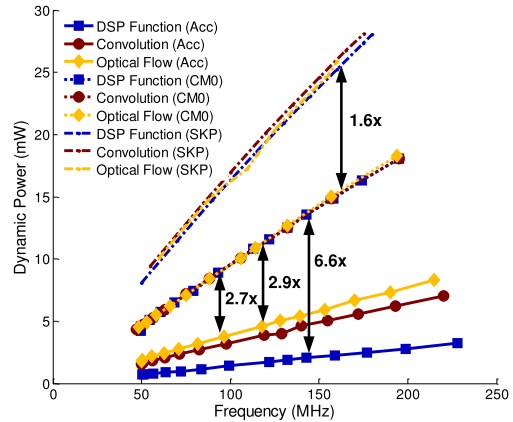 30
25
20
15
10
5
0
Dynamic Power (mW)
DSP Function (Acc)
Convolution (Acc)
Optical Flow (Acc)
DSP Function (CM0)
Convolution (CM0)
Optical Flow (CM0)
DSP Function (SKP)
Convolution (SKP)
Optical Flow (SKP)
1.6x
2.7x
2.9x
6.6x
0
50
100
150
200
250
Frequency (MHz)